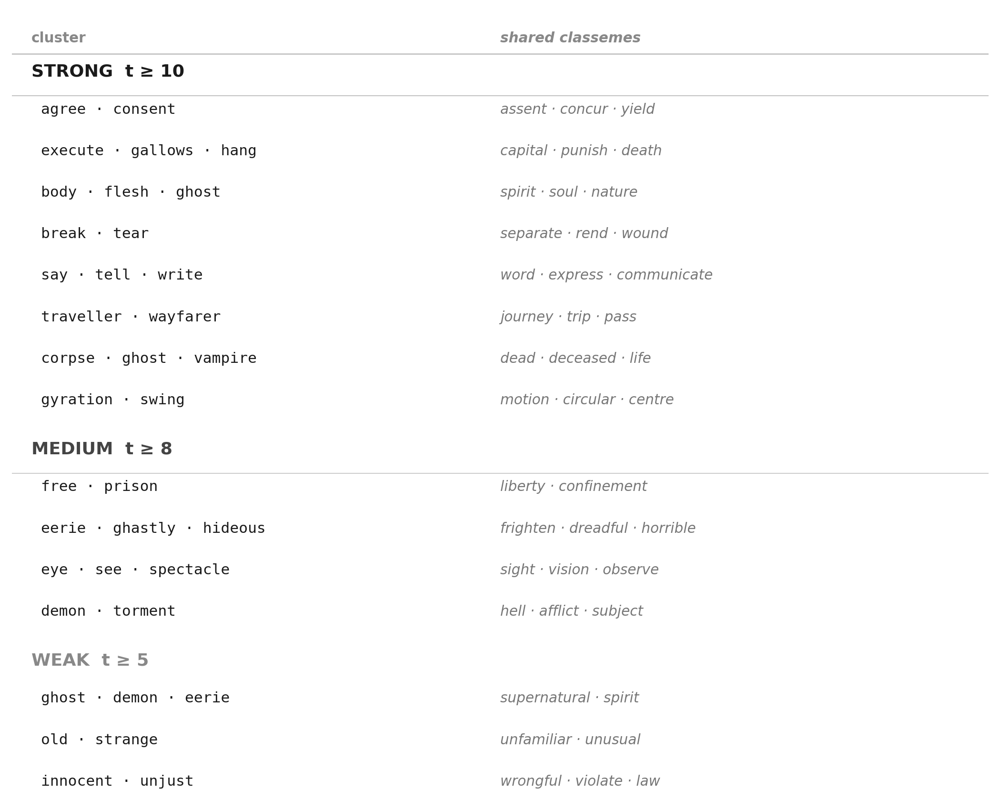 cluster shared classemes
STRONG t ≥ 10
agree · consent assent · concur · yield
execute · gallows · hang capital · punish · death
body · flesh · ghost spirit · soul · nature
break · tear separate · rend · wound
say · tell · write word · express · communicate
traveller · wayfarer journey · trip · pass
corpse · ghost · vampire dead · deceased · life
gyration · swing motion · circular · centre
MEDIUM t ≥ 8
free · prison liberty · confinement
eerie · ghastly · hideous frighten · dreadful · horrible
eye · see · spectacle sight · vision · observe
demon · torment hell · afflict · subject
WEAK t ≥ 5
ghost · demon · eerie supernatural · spirit
old · strange unfamiliar · unusual
innocent · unjust wrongful · violate · law